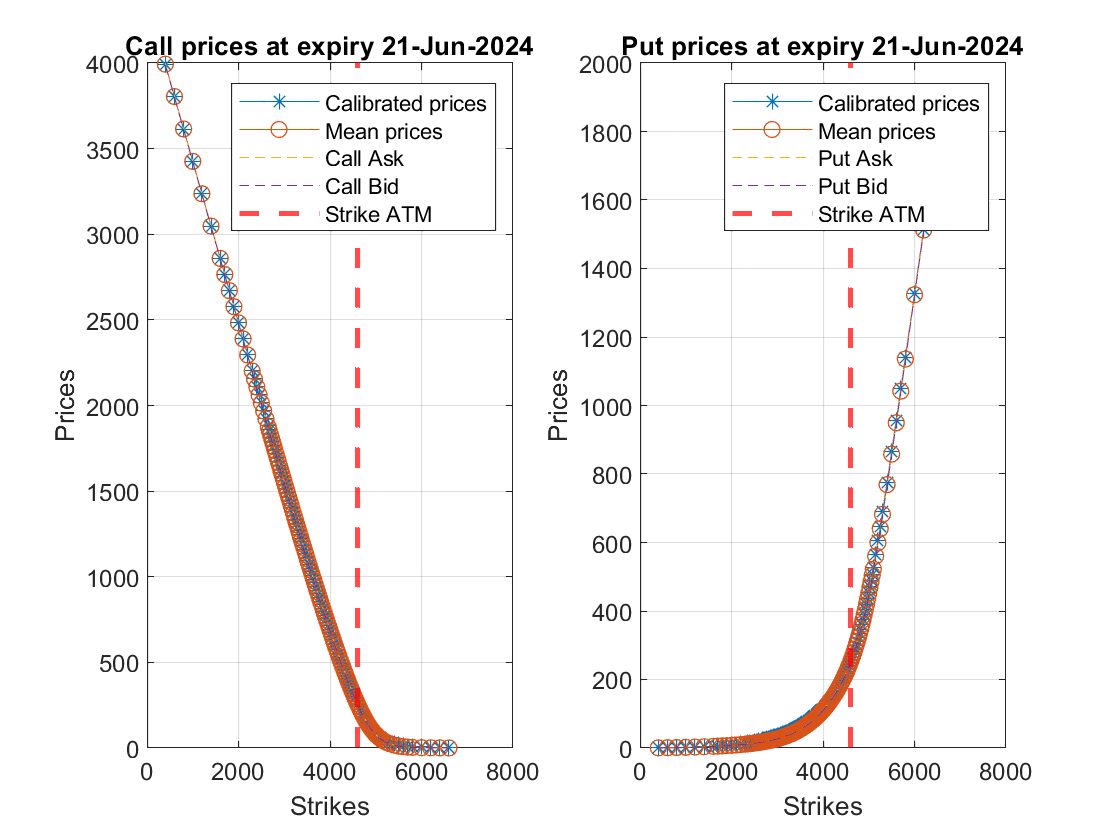 Call prices at expiry 21-Jun-2024
4000
3500
3000
2500
2000
1500
1000
500
0
Prices
0 2000 4000 6000 8000
Strikes
Calibrated prices
Mean prices
Call Ask
Call Bid
Strike ATM
Put prices at expiry 21-Jun-2024
2000
1800
1600
1400
1200
1000
800
600
400
200
0
Prices
0 2000 4000 6000 8000
Strikes
Calibrated prices
Mean prices
Put Ask
Put Bid
Strike ATM